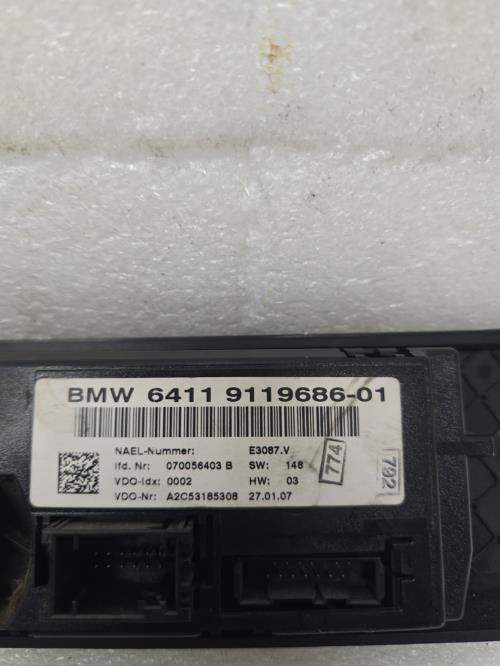 BMW 6411 9119686-01
NAEL-Nummer: E3087.V
lfd. Nr: 070056403 B SW: 148
VDO-Idx: 0002 HW: 03
VDO-Nr: A2C53185308 27.01.07
774
792